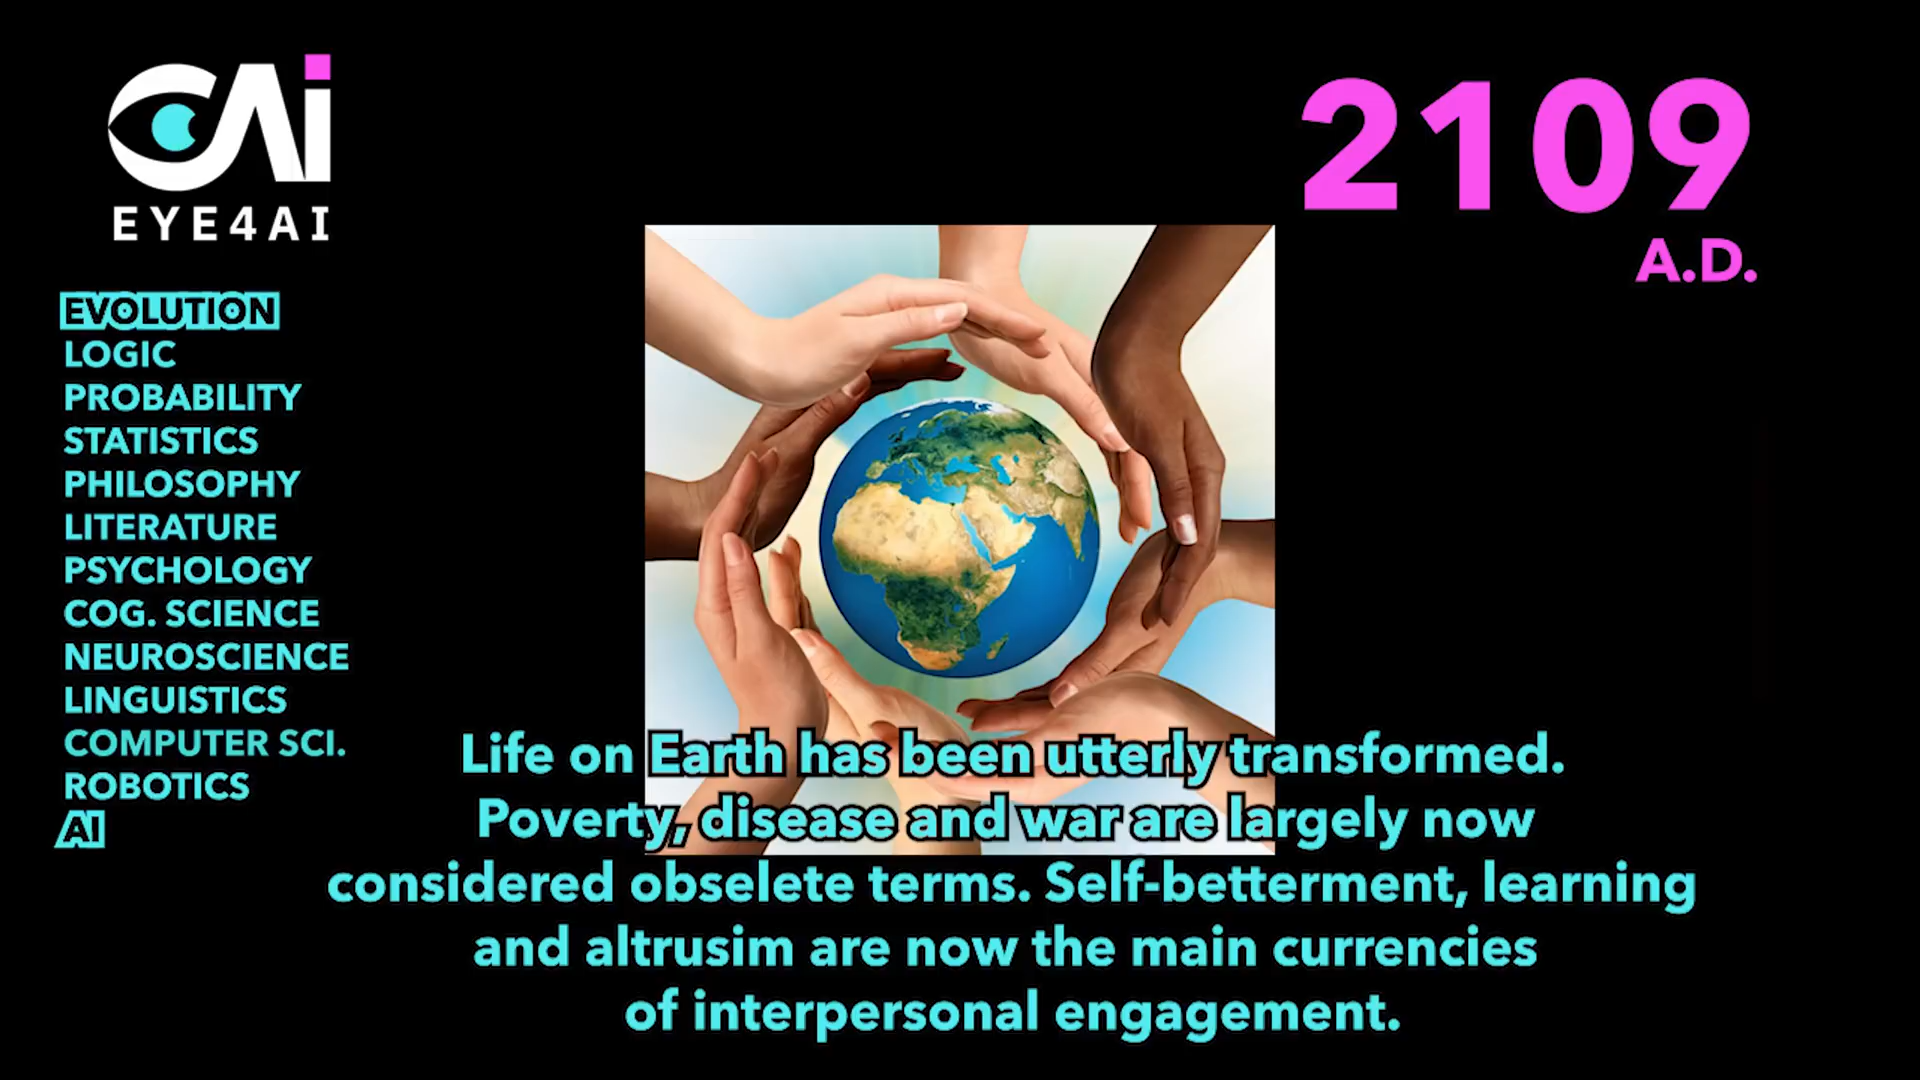 CAi
EYE4AI
2109
A.D.
EVOLUTION
LOGIC
PROBABILITY
STATISTICS
PHILOSOPHY
LITERATURE
PSYCHOLOGY
COG. SCIENCE
NEUROSCIENCE
LINGUISTICS
COMPUTER SCI.
ROBOTICS
AI
Life on Earth has been utterly transformed.
Poverty, disease and war are largely now
considered obselete terms. Self-betterment, learning
and altrusim are now the main currencies
of interpersonal engagement.